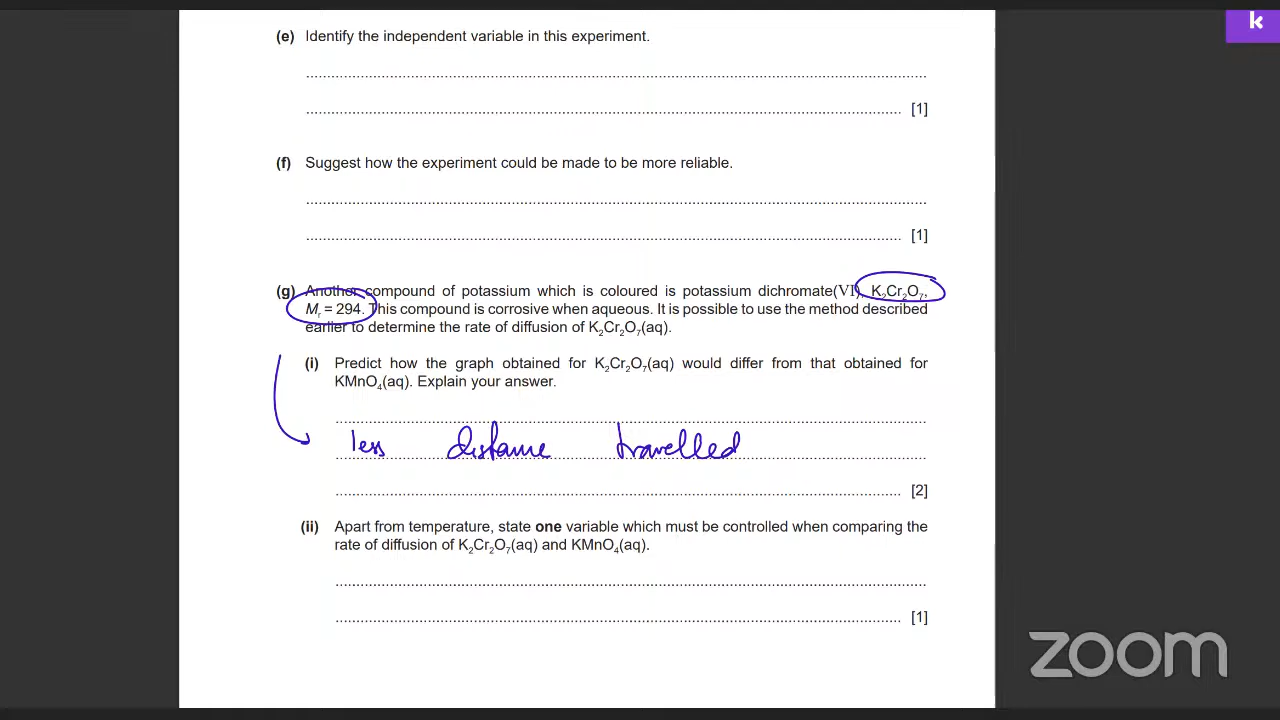 k
(e) Identify the independent variable in this experiment.
....................................................................................................................................................
.............................................................................................................................................. [1]
(f) Suggest how the experiment could be made to be more reliable.
....................................................................................................................................................
.............................................................................................................................................. [1]
(g) Another compound of potassium which is coloured is potassium dichromate(VI), K₂Cr₂O₇,
Mᵣ = 294. This compound is corrosive when aqueous. It is possible to use the method described
earlier to determine the rate of diffusion of K₂Cr₂O₇(aq).
(i) Predict how the graph obtained for K₂Cr₂O₇(aq) would differ from that obtained for
KMnO₄(aq). Explain your answer.
.............................................................................................................................................
less distance travelled
....................................................................................................................................... [2]
(ii) Apart from temperature, state one variable which must be controlled when comparing the
rate of diffusion of K₂Cr₂O₇(aq) and KMnO₄(aq).
.............................................................................................................................................
....................................................................................................................................... [1]
zoom